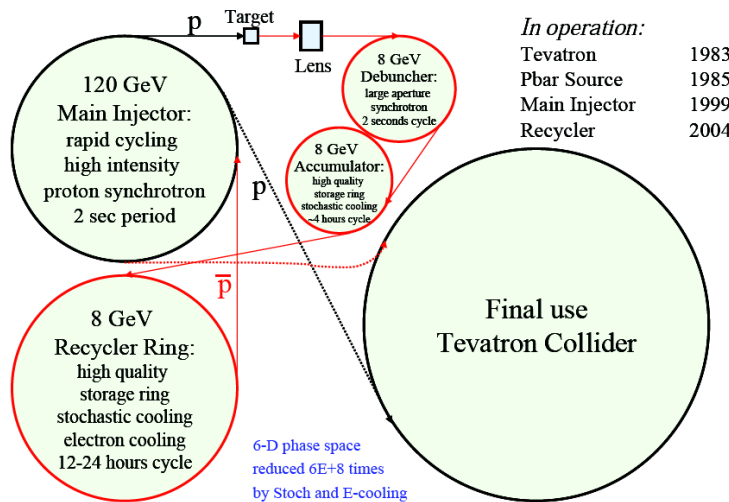 p
Target
Lens
120 GeV
Main Injector:
rapid cycling
high intensity
proton synchrotron
2 sec period
8 GeV
Debuncher:
large aperture
synchrotron
2 seconds cycle
In operation:
Tevatron 1983
Pbar Source 1985
Main Injector 1999
Recycler 2004
8 GeV
Accumulator:
high quality
storage ring
stochastic cooling
~4 hours cycle
p
p̅
8 GeV
Recycler Ring:
high quality
storage ring
stochastic cooling
electron cooling
12-24 hours cycle
Final use
Tevatron Collider
6-D phase space
reduced 6E+8 times
by Stoch and E-cooling